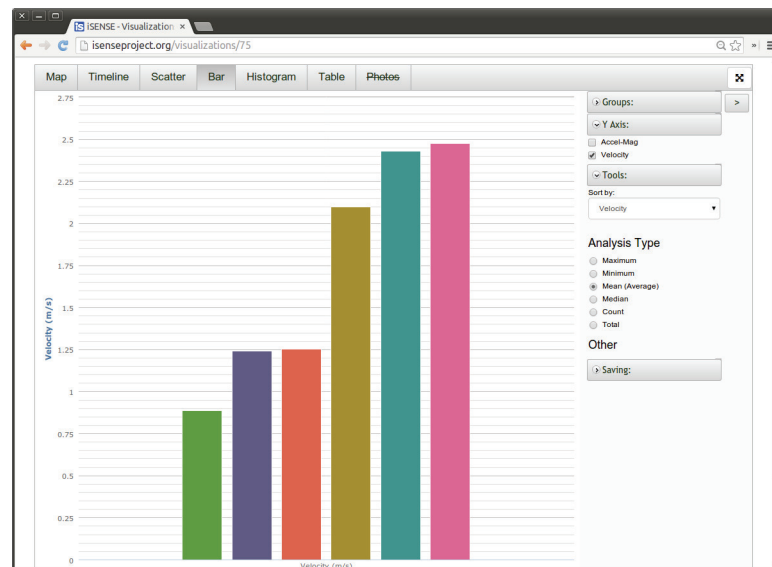 iSENSE - Visualization ×
isenseproject.org/visualizations/75
Map Timeline Scatter Bar Histogram Table Photos
2.75
2.5
2.25
2
1.75
1.5
1.25
1
0.75
0.5
0.25
0
Velocity (m/s)
Velocity (m/s)
Groups:
>
Y Axis:
Accel-Mag
Velocity
Tools:
Sort by:
Velocity
Analysis Type
Maximum
Minimum
Mean (Average)
Median
Count
Total
Other
Saving: